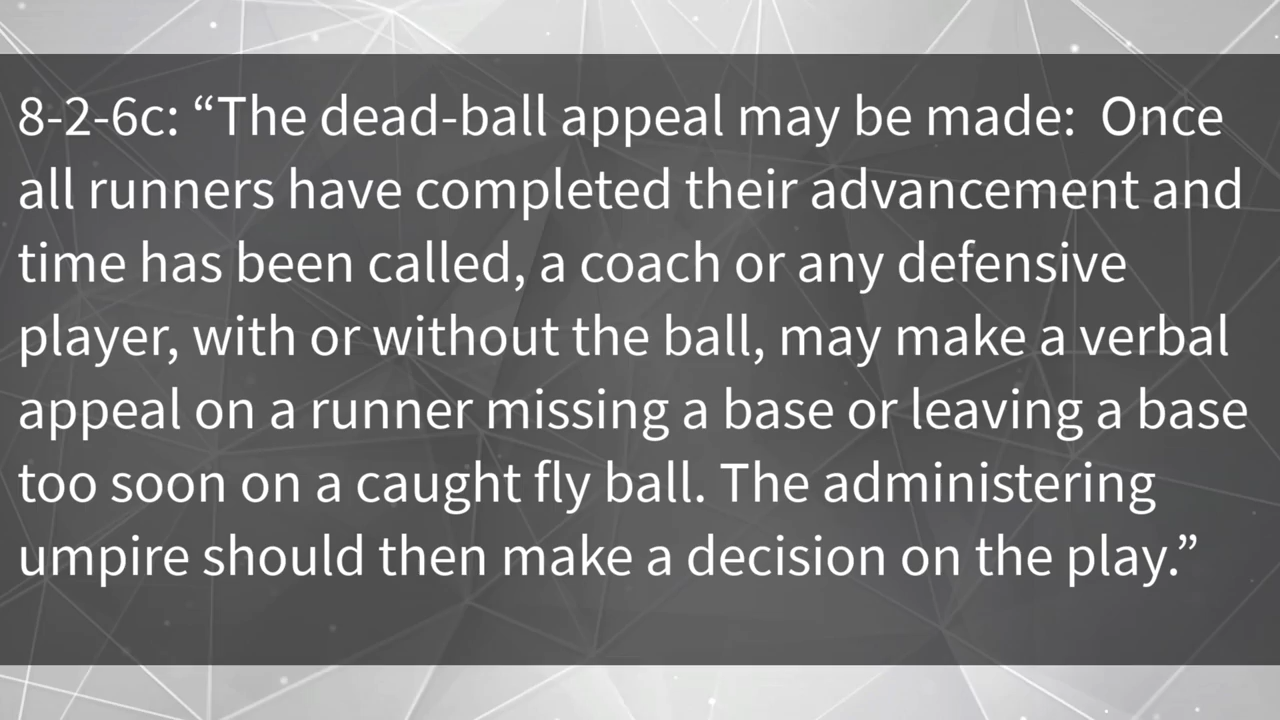 8-2-6c: “The dead-ball appeal may be made:  Once
all runners have completed their advancement and
time has been called, a coach or any defensive
player, with or without the ball, may make a verbal
appeal on a runner missing a base or leaving a base
too soon on a caught fly ball. The administering
umpire should then make a decision on the play.”